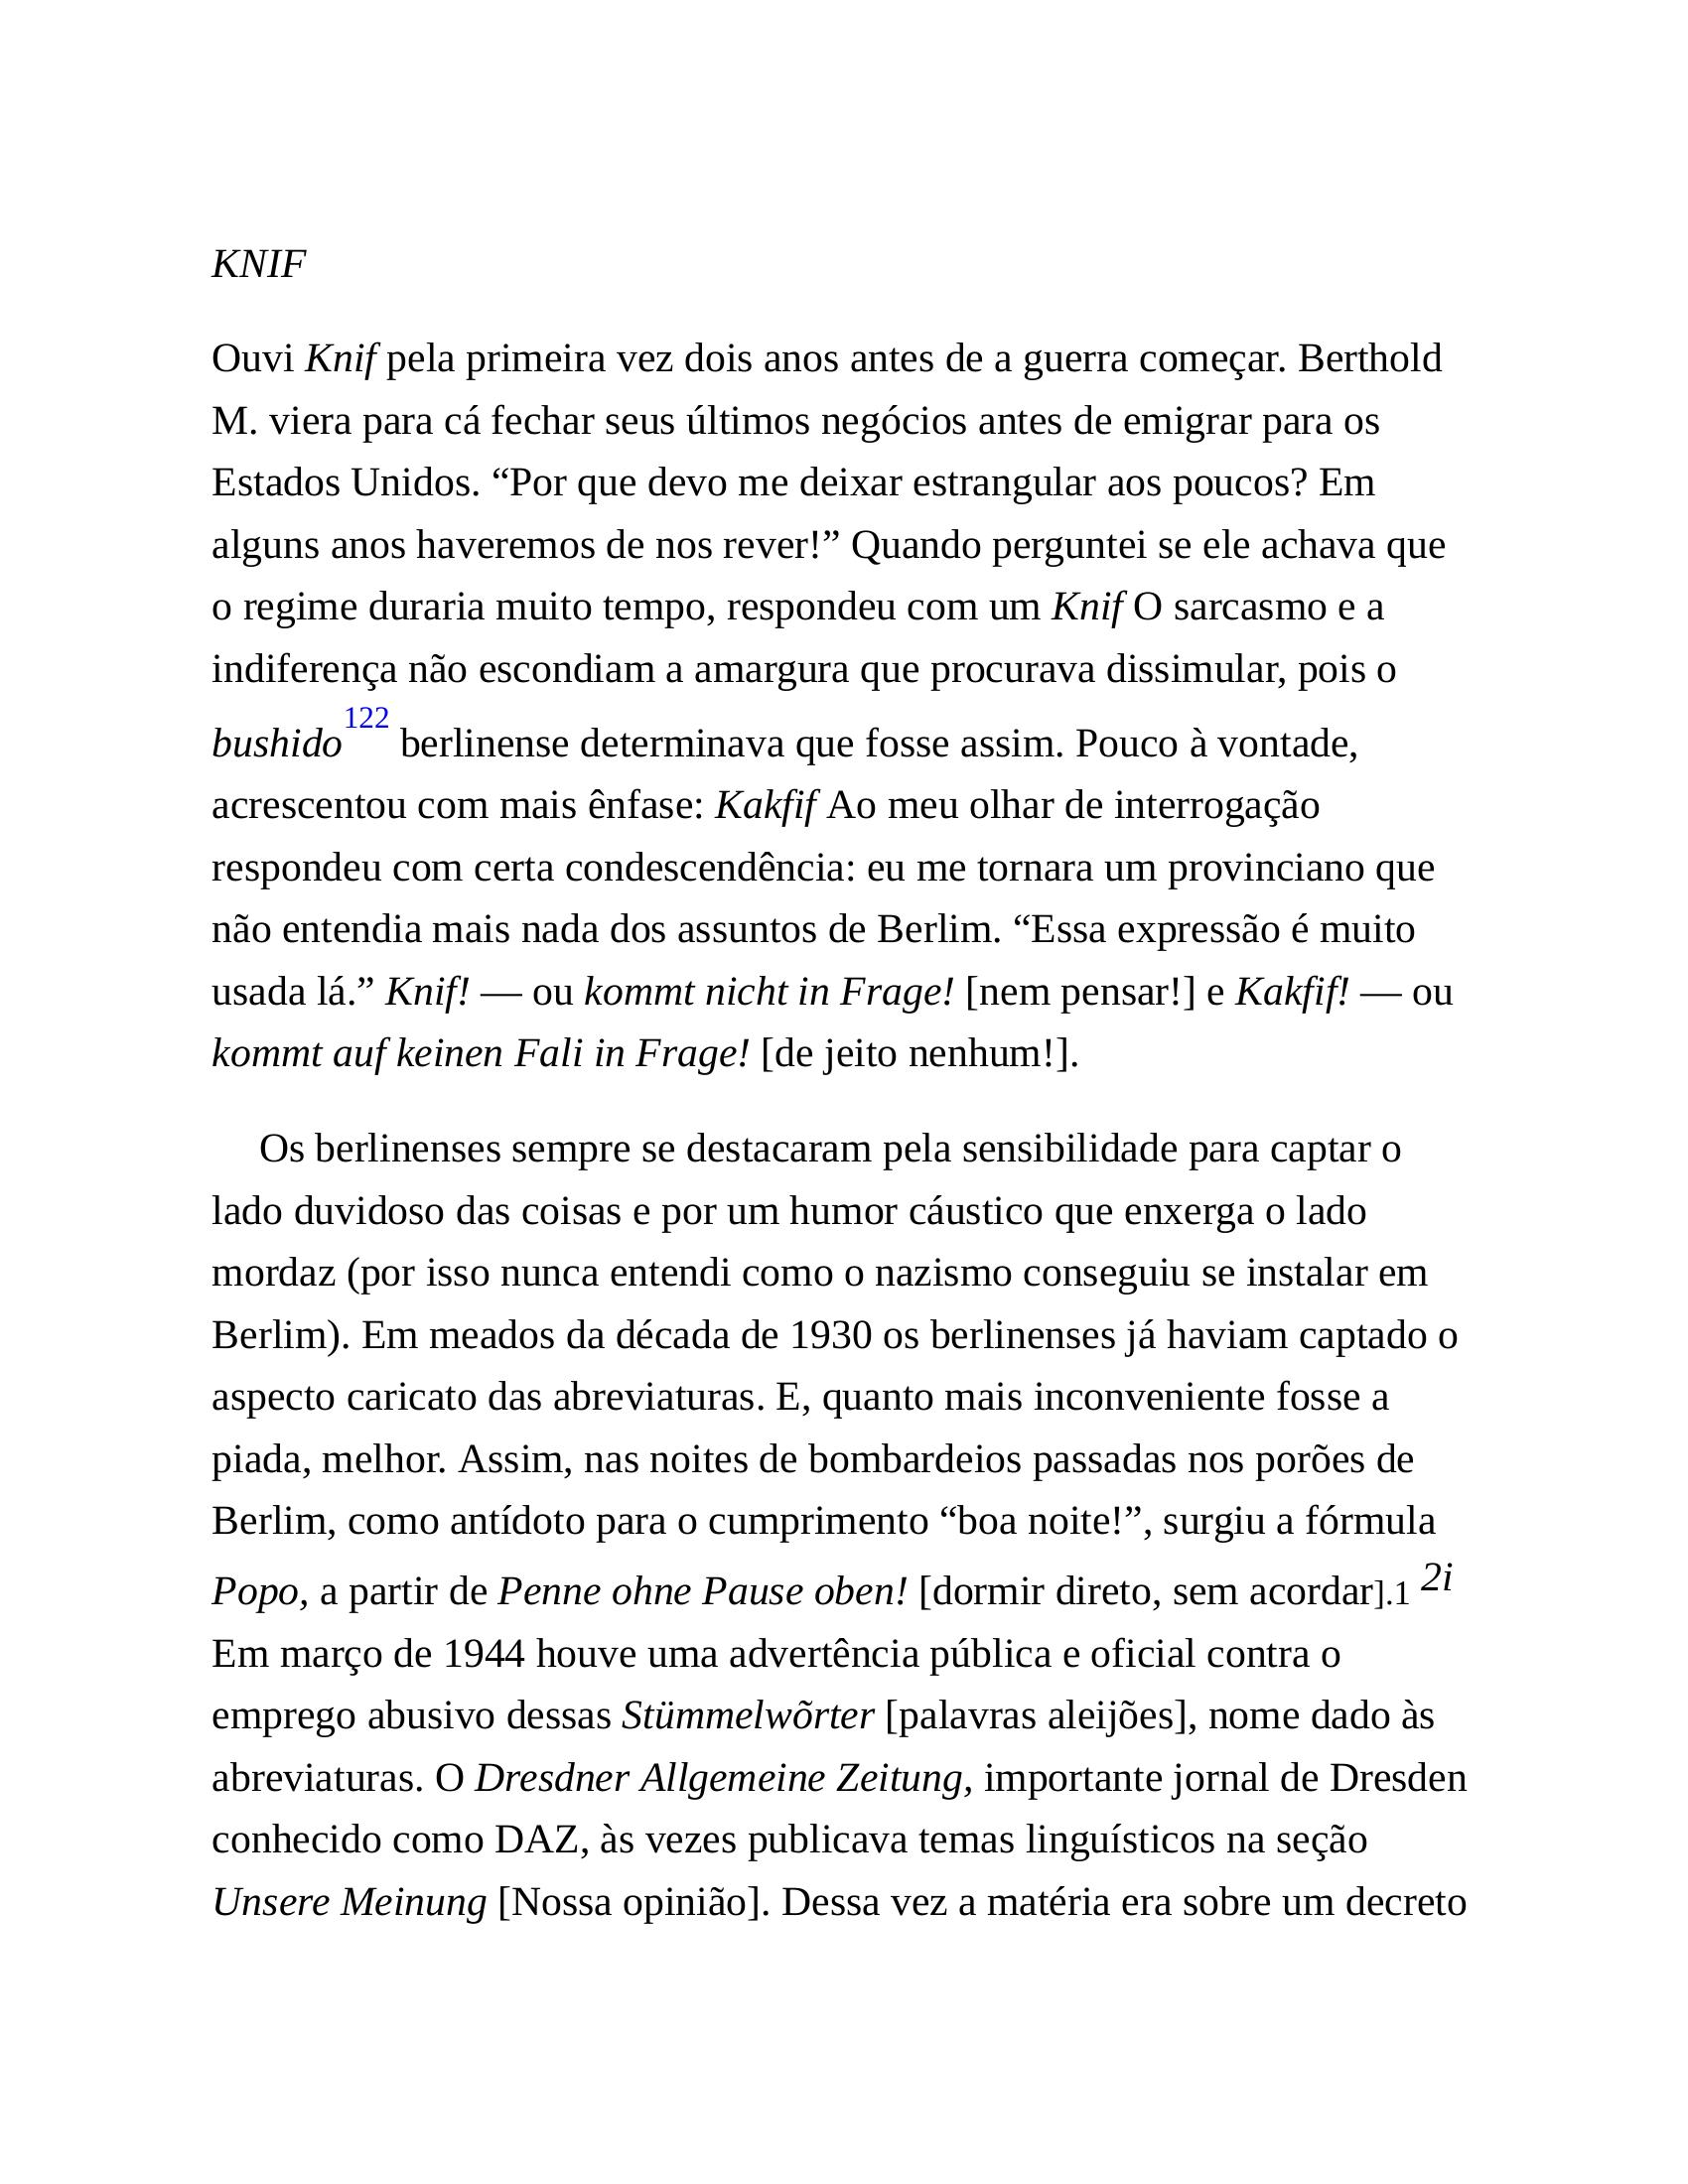 KNIF
Ouvi Knif pela primeira vez dois anos antes de a guerra começar. Berthold
M. viera para cá fechar seus últimos negócios antes de emigrar para os
Estados Unidos. “Por que devo me deixar estrangular aos poucos? Em
alguns anos haveremos de nos rever!” Quando perguntei se ele achava que
o regime duraria muito tempo, respondeu com um Knif O sarcasmo e a
indiferença não escondiam a amargura que procurava dissimular, pois o
bushido122 berlinense determinava que fosse assim. Pouco à vontade,
acrescentou com mais ênfase: Kakfif Ao meu olhar de interrogação
respondeu com certa condescendência: eu me tornara um provinciano que
não entendia mais nada dos assuntos de Berlim. “Essa expressão é muito
usada lá.” Knif! — ou kommt nicht in Frage! [nem pensar!] e Kakfif! — ou
kommt auf keinen Fali in Frage! [de jeito nenhum!].
Os berlinenses sempre se destacaram pela sensibilidade para captar o
lado duvidoso das coisas e por um humor cáustico que enxerga o lado
mordaz (por isso nunca entendi como o nazismo conseguiu se instalar em
Berlim). Em meados da década de 1930 os berlinenses já haviam captado o
aspecto caricato das abreviaturas. E, quanto mais inconveniente fosse a
piada, melhor. Assim, nas noites de bombardeios passadas nos porões de
Berlim, como antídoto para o cumprimento “boa noite!”, surgiu a fórmula
Popo, a partir de Penne ohne Pause oben! [dormir direto, sem acordar].1 2i
Em março de 1944 houve uma advertência pública e oficial contra o
emprego abusivo dessas Stümmelwõrter [palavras aleijões], nome dado às
abreviaturas. O Dresdner Allgemeine Zeitung, importante jornal de Dresden
conhecido como DAZ, às vezes publicava temas linguísticos na seção
Unsere Meinung [Nossa opinião]. Dessa vez a matéria era sobre um decreto